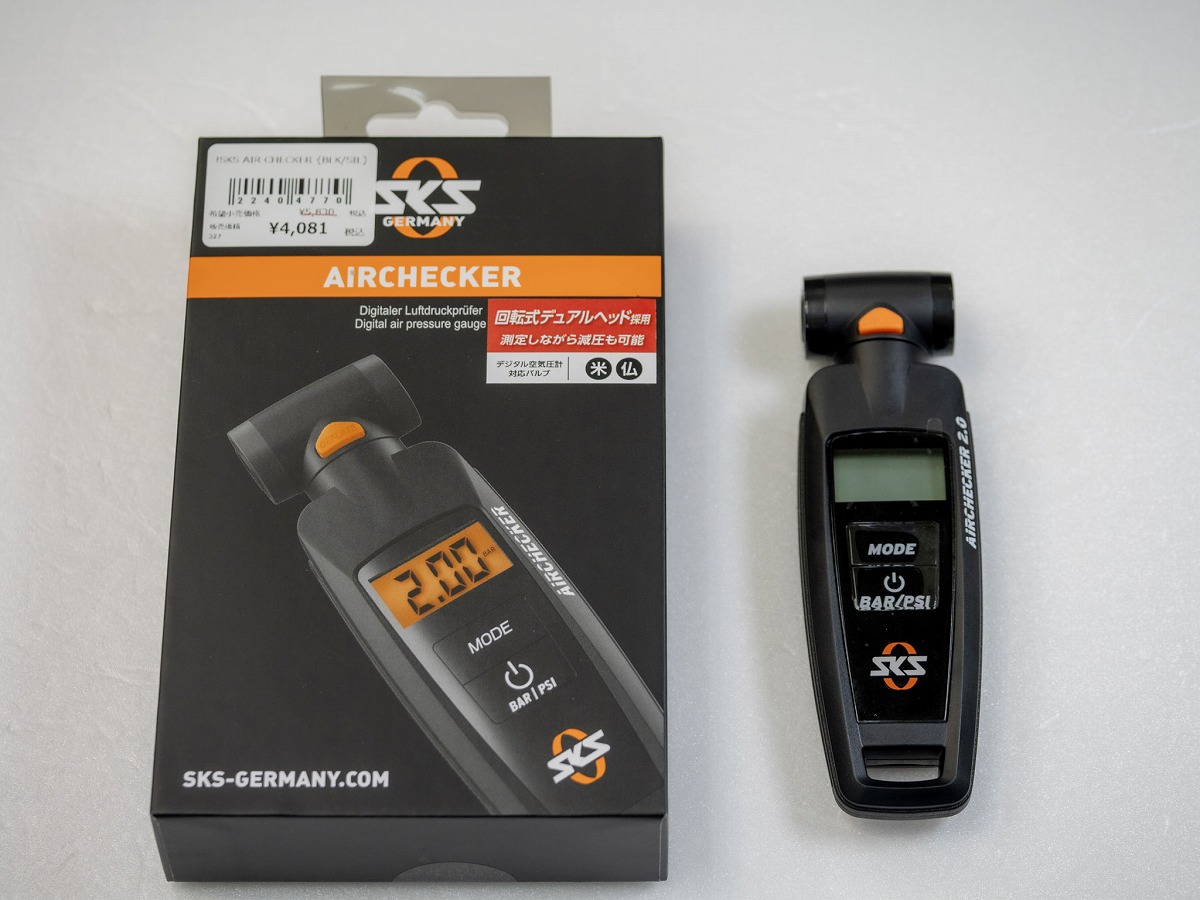 !SKS AIR CHECKER (BLK/SIL)
22404770
希望小売価格 ¥5,830 税込
販売価格 ¥4,081 税込
327
SKS
GERMANY
AIRCHECKER
Digitaler Luftdruckprüfer
Digital air pressure gauge
回転式デュアルヘッド採用
測定しながら減圧も可能
デジタル空気圧計
対応バルブ
米 仏
AIRCHECKER
2.00 BAR
MODE
BAR | PSI
SKS
SKS-GERMANY.COM
AIRCHECKER 2.0
MODE
BAR/PSI
SKS